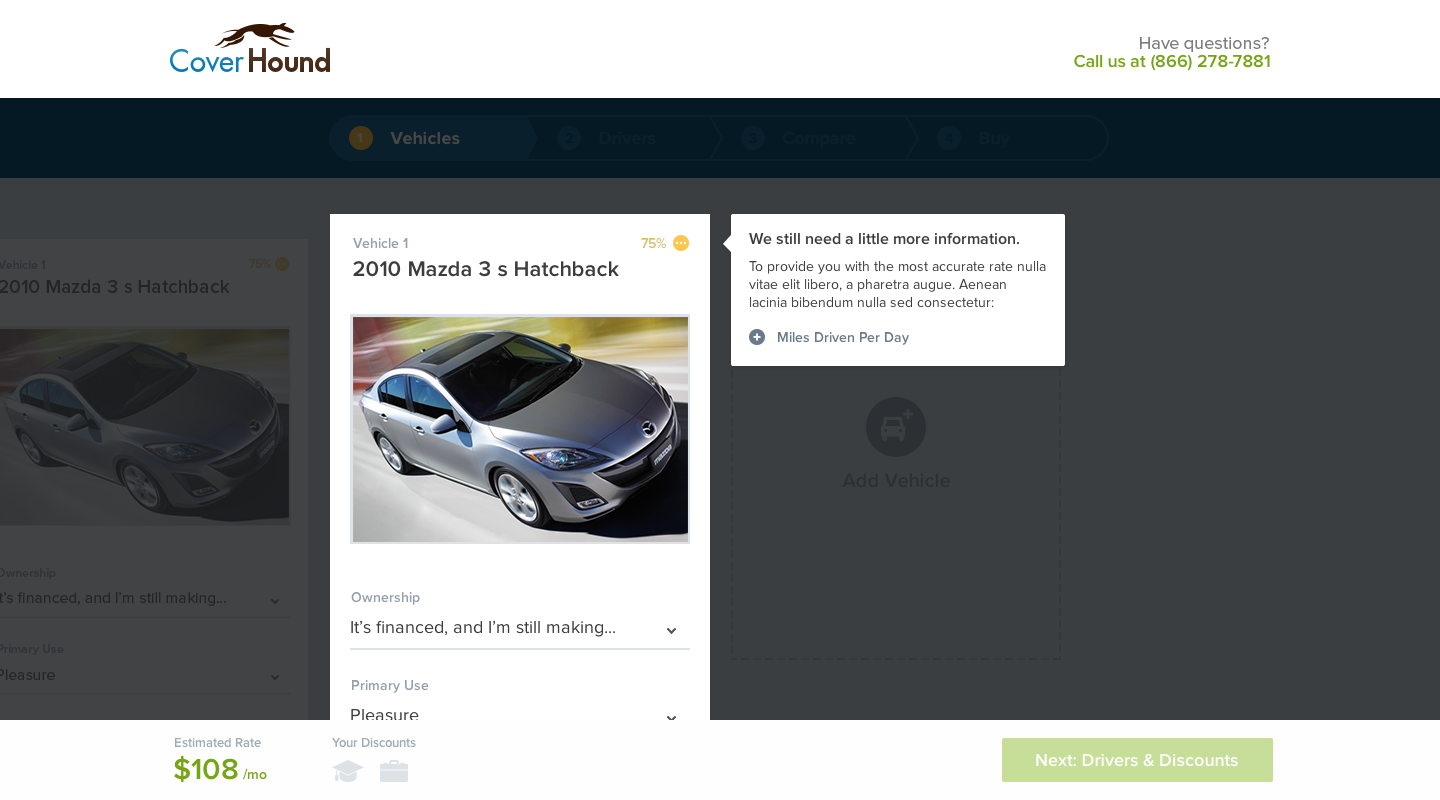 Cover Hound
Have questions?
Call us at (866) 278-7881
1 Vehicles
2 Drivers
3 Compare
4 Buy
Vehicle 1
75%
2010 Mazda 3 s Hatchback
Ownership
It's financed, and I'm still making...
Primary Use
Pleasure
Vehicle 1
75%
2010 Mazda 3 s Hatchback
mazda
Ownership
It's financed, and I'm still making...
Primary Use
Pleasure
We still need a little more information.
To provide you with the most accurate rate nulla
vitae elit libero, a pharetra augue. Aenean
lacinia bibendum nulla sed consectetur:
Miles Driven Per Day
Add Vehicle
Estimated Rate
$108 /mo
Your Discounts
Next: Drivers & Discounts